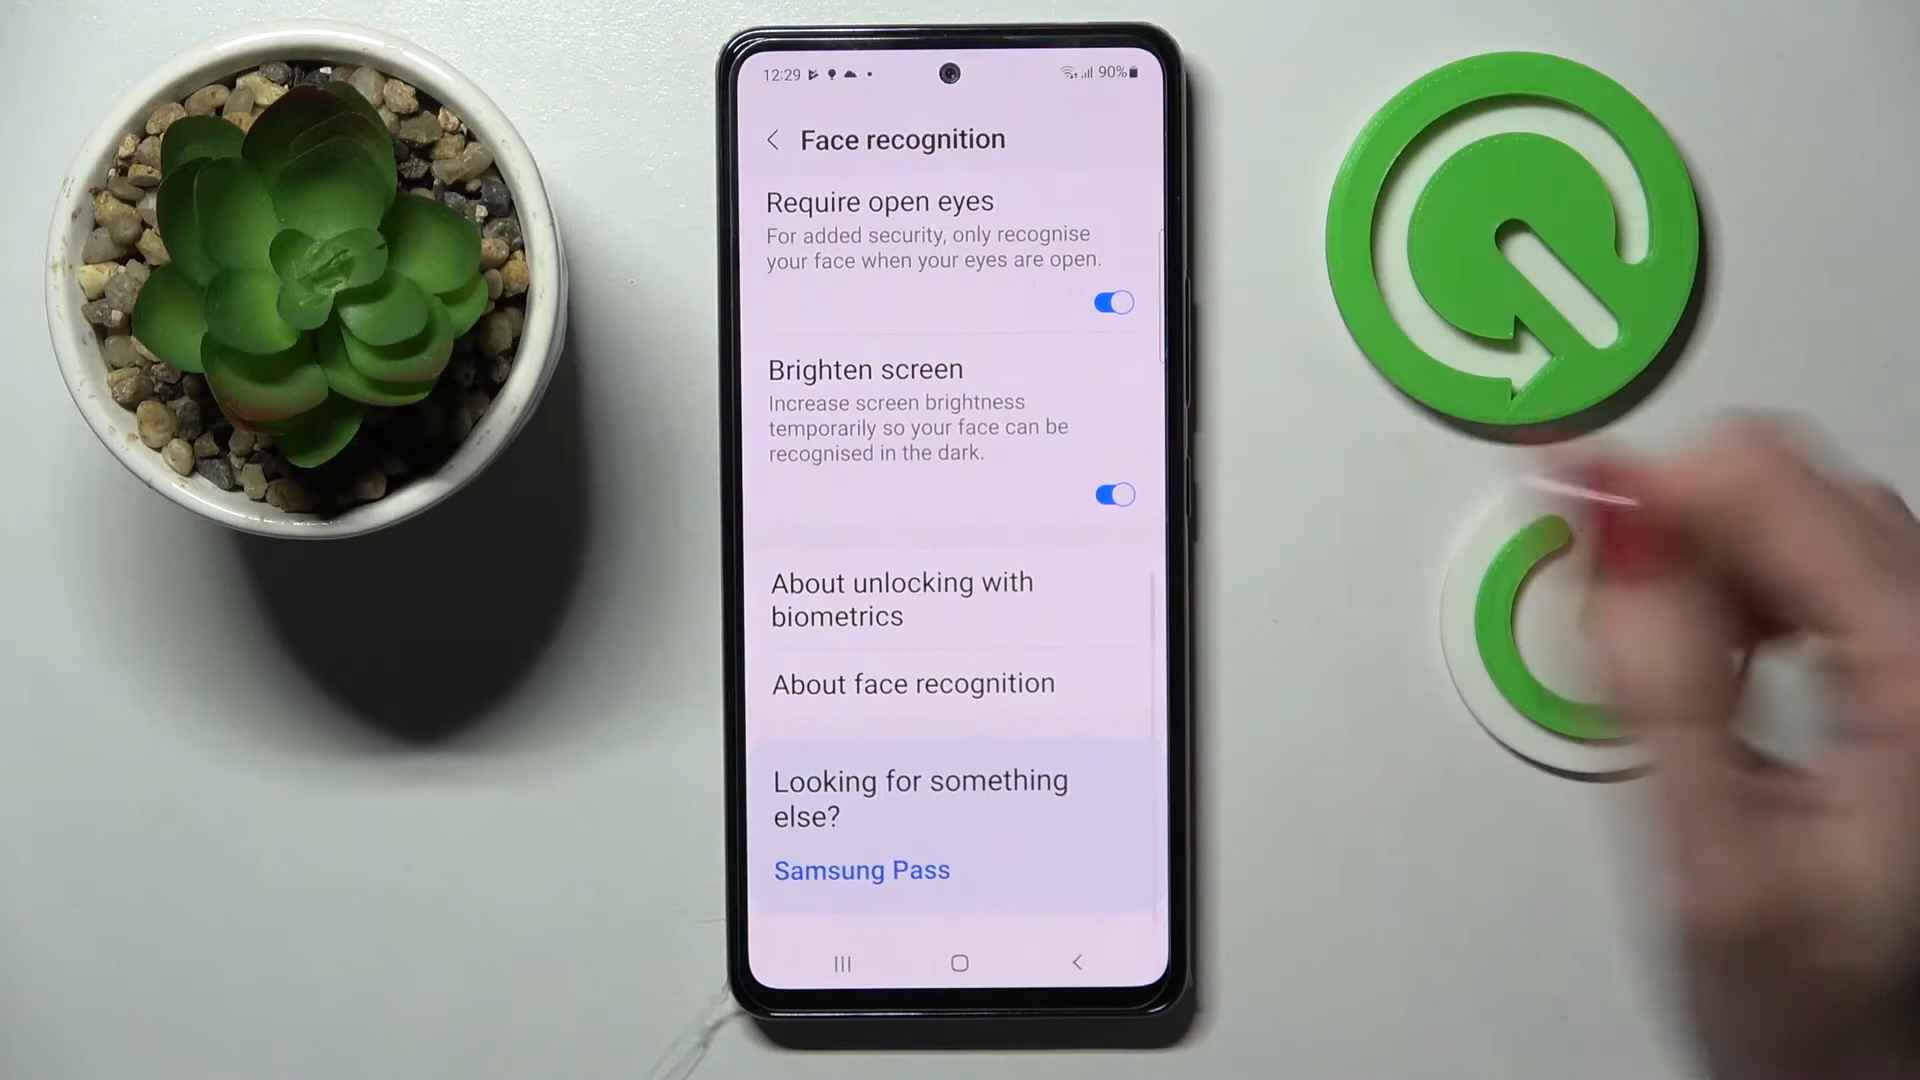 12:29
90%
Face recognition
Require open eyes
For added security, only recognise
your face when your eyes are open.
Brighten screen
Increase screen brightness
temporarily so your face can be
recognised in the dark.
About unlocking with
biometrics
About face recognition
Looking for something
else?
Samsung Pass